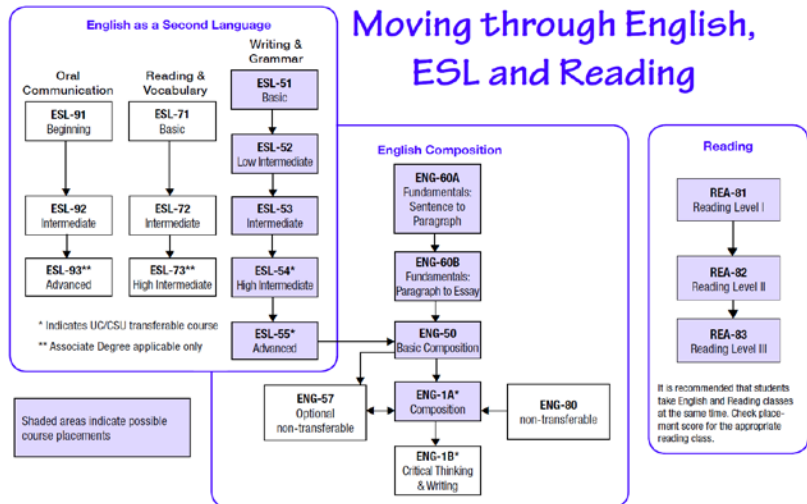 Moving through English,
ESL and Reading
English as a Second Language
Oral
Communication
ESL-91
Beginning
ESL-92
Intermediate
ESL-93**
Advanced
Reading &
Vocabulary
ESL-71
Basic
ESL-72
Intermediate
ESL-73**
High Intermediate
Writing &
Grammar
ESL-51
Basic
ESL-52
Low Intermediate
ESL-53
Intermediate
ESL-54*
High Intermediate
ESL-55*
Advanced
* Indicates UC/CSU transferable course
** Associate Degree applicable only
English Composition
ENG-60A
Fundamentals:
Sentence to
Paragraph
ENG-60B
Fundamentals:
Paragraph to Essay
ENG-50
Basic Composition
ENG-57
Optional
non-transferable
ENG-1A*
Composition
ENG-80
non-transferable
ENG-1B*
Critical Thinking
& Writing
Reading
REA-81
Reading Level I
REA-82
Reading Level II
REA-83
Reading Level III
It is recommended that students
take English and Reading classes
at the same time. Check place-
ment score for the appropriate
reading class.
Shaded areas indicate possible
course placements